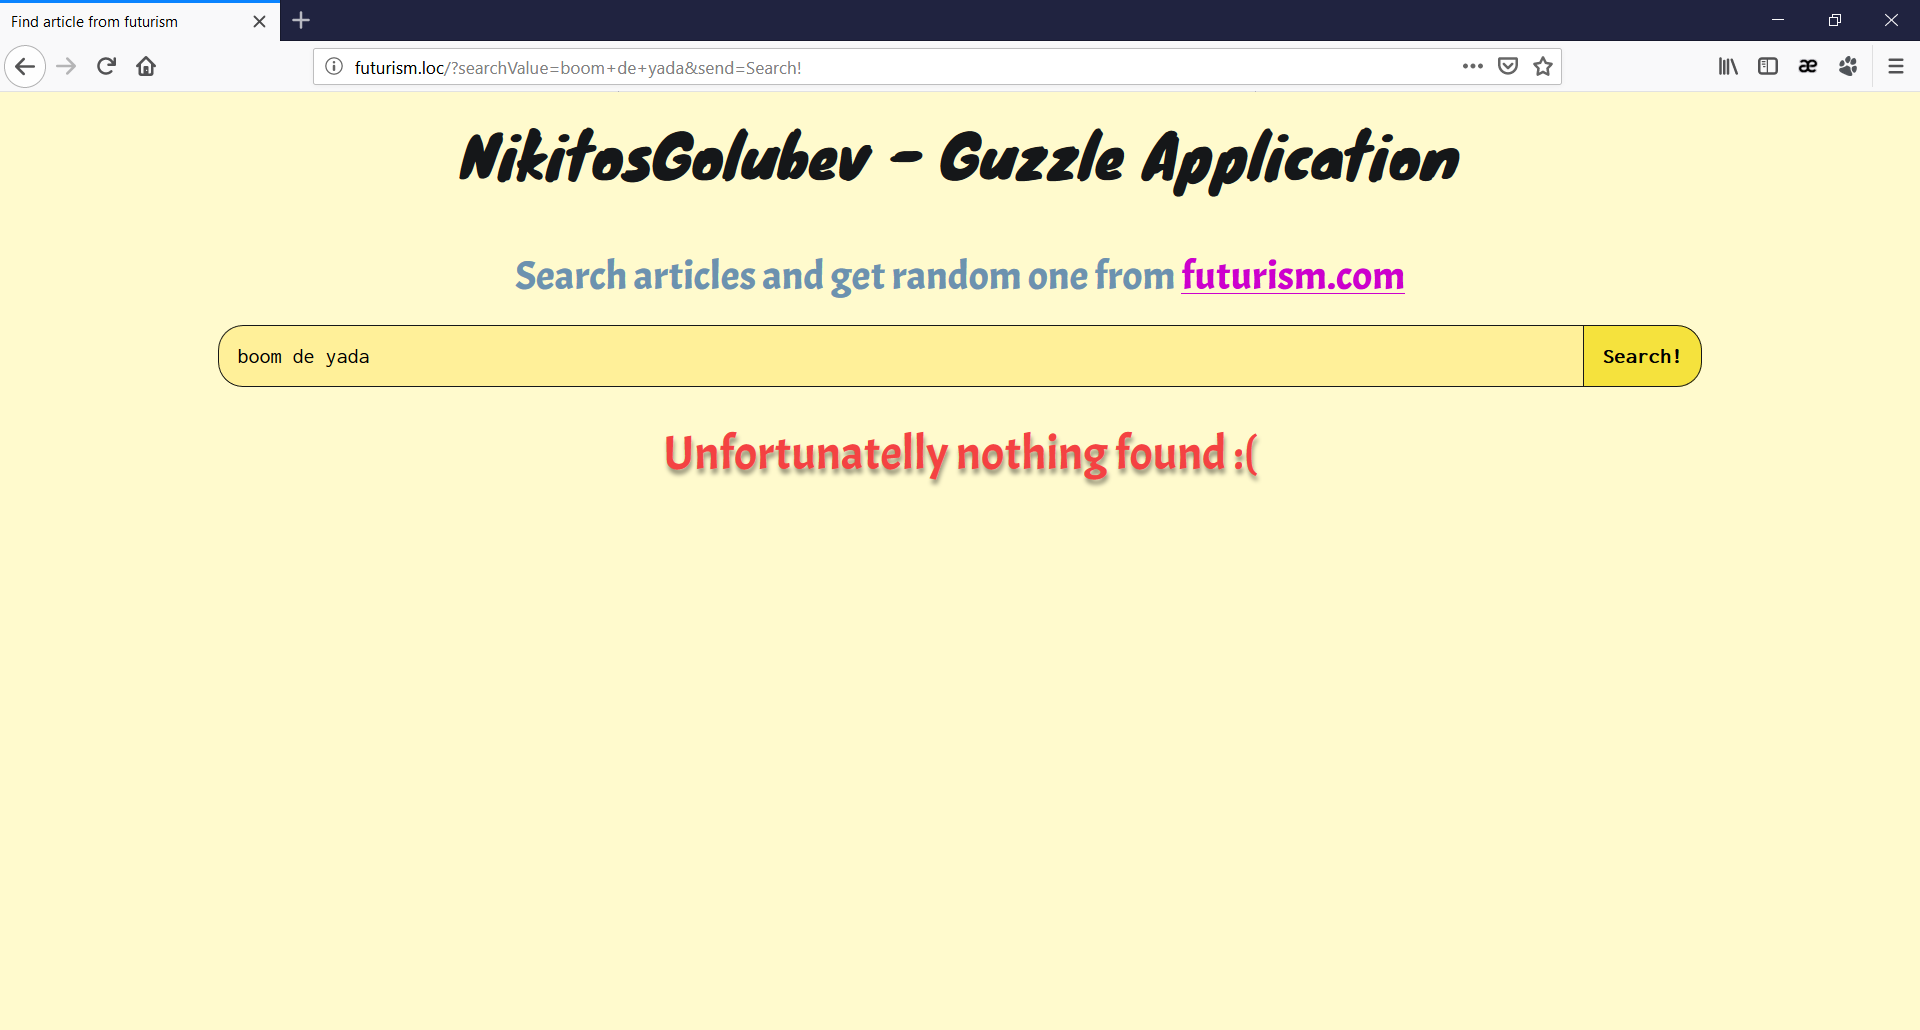 Find article from futurism
futurism.loc/?searchValue=boom+de+yada&send=Search!
NikitosGolubev - Guzzle Application
Search articles and get random one from futurism.com
boom de yada
Search!
Unfortunatelly nothing found :(